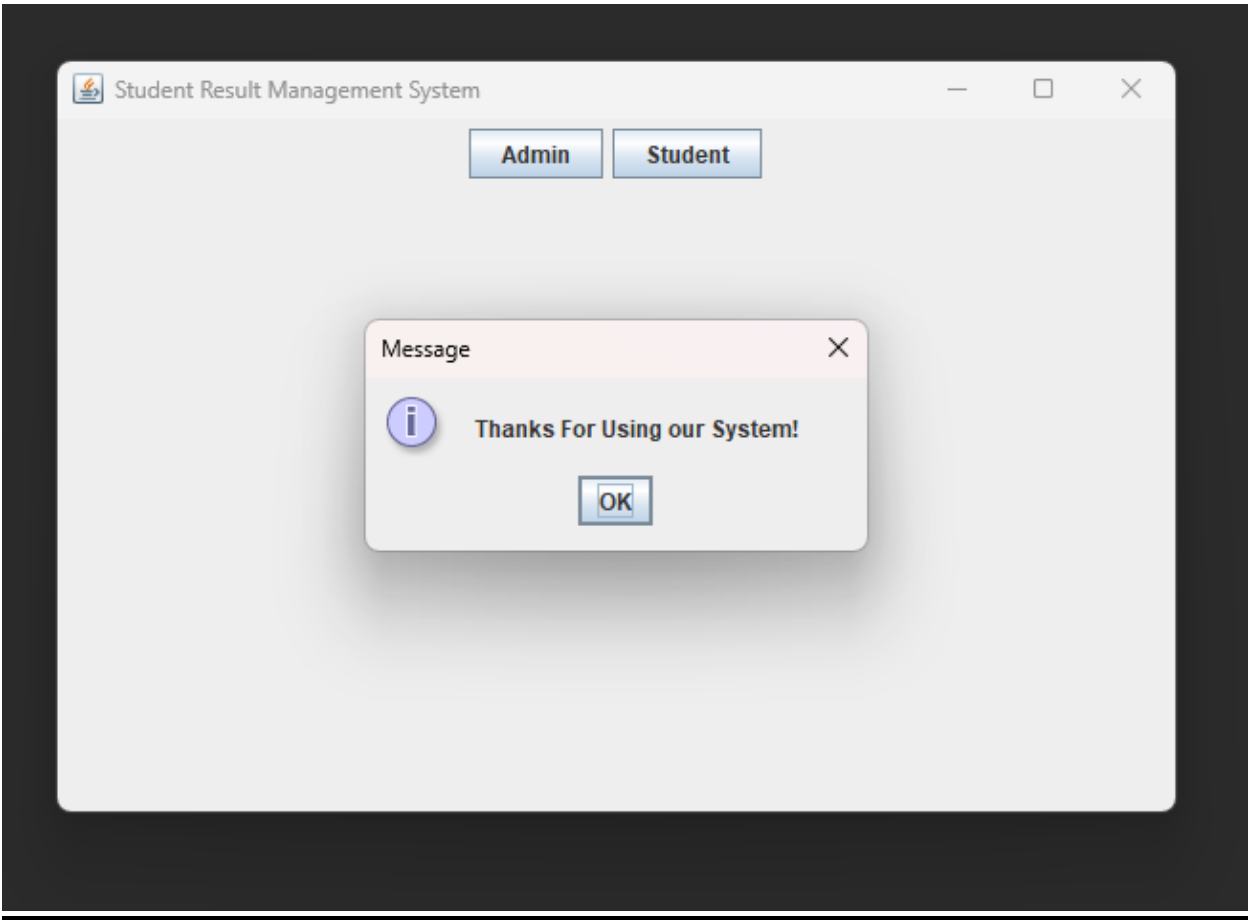 Student Result Management System
Admin Student
Message
i Thanks For Using our System!
OK